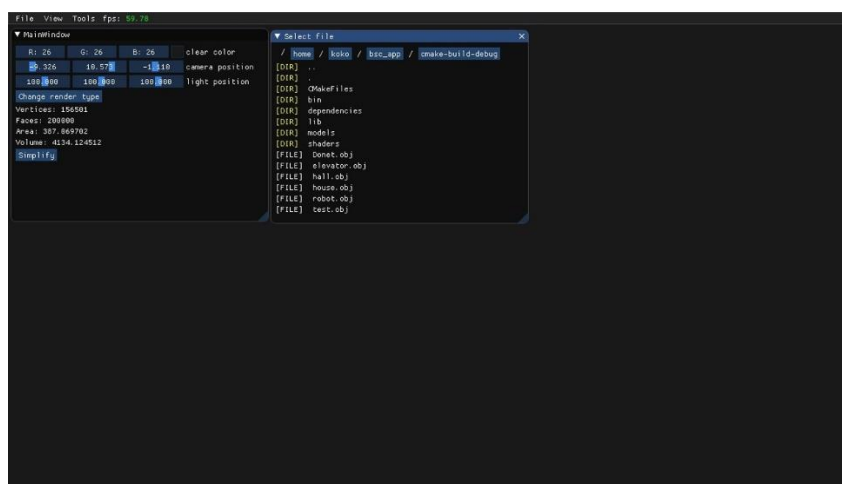 File View Tools fps: 59.78
MainWindow
R: 26 G: 26 B: 26 clear color
-9.326 10.573 -1.110 camera position
100.000 100.000 100.000 light position
Change render type
Vertices: 156501
Faces: 200000
Area: 387.869702
Volume: 4134.124512
Simplify
Select file
/ home / koko / bsc_app / cmake-build-debug
[DIR] ..
[DIR] .
[DIR] CMakeFiles
[DIR] bin
[DIR] dependencies
[DIR] lib
[DIR] models
[DIR] shaders
[FILE] Donet.obj
[FILE] elevator.obj
[FILE] hall.obj
[FILE] house.obj
[FILE] robot.obj
[FILE] test.obj